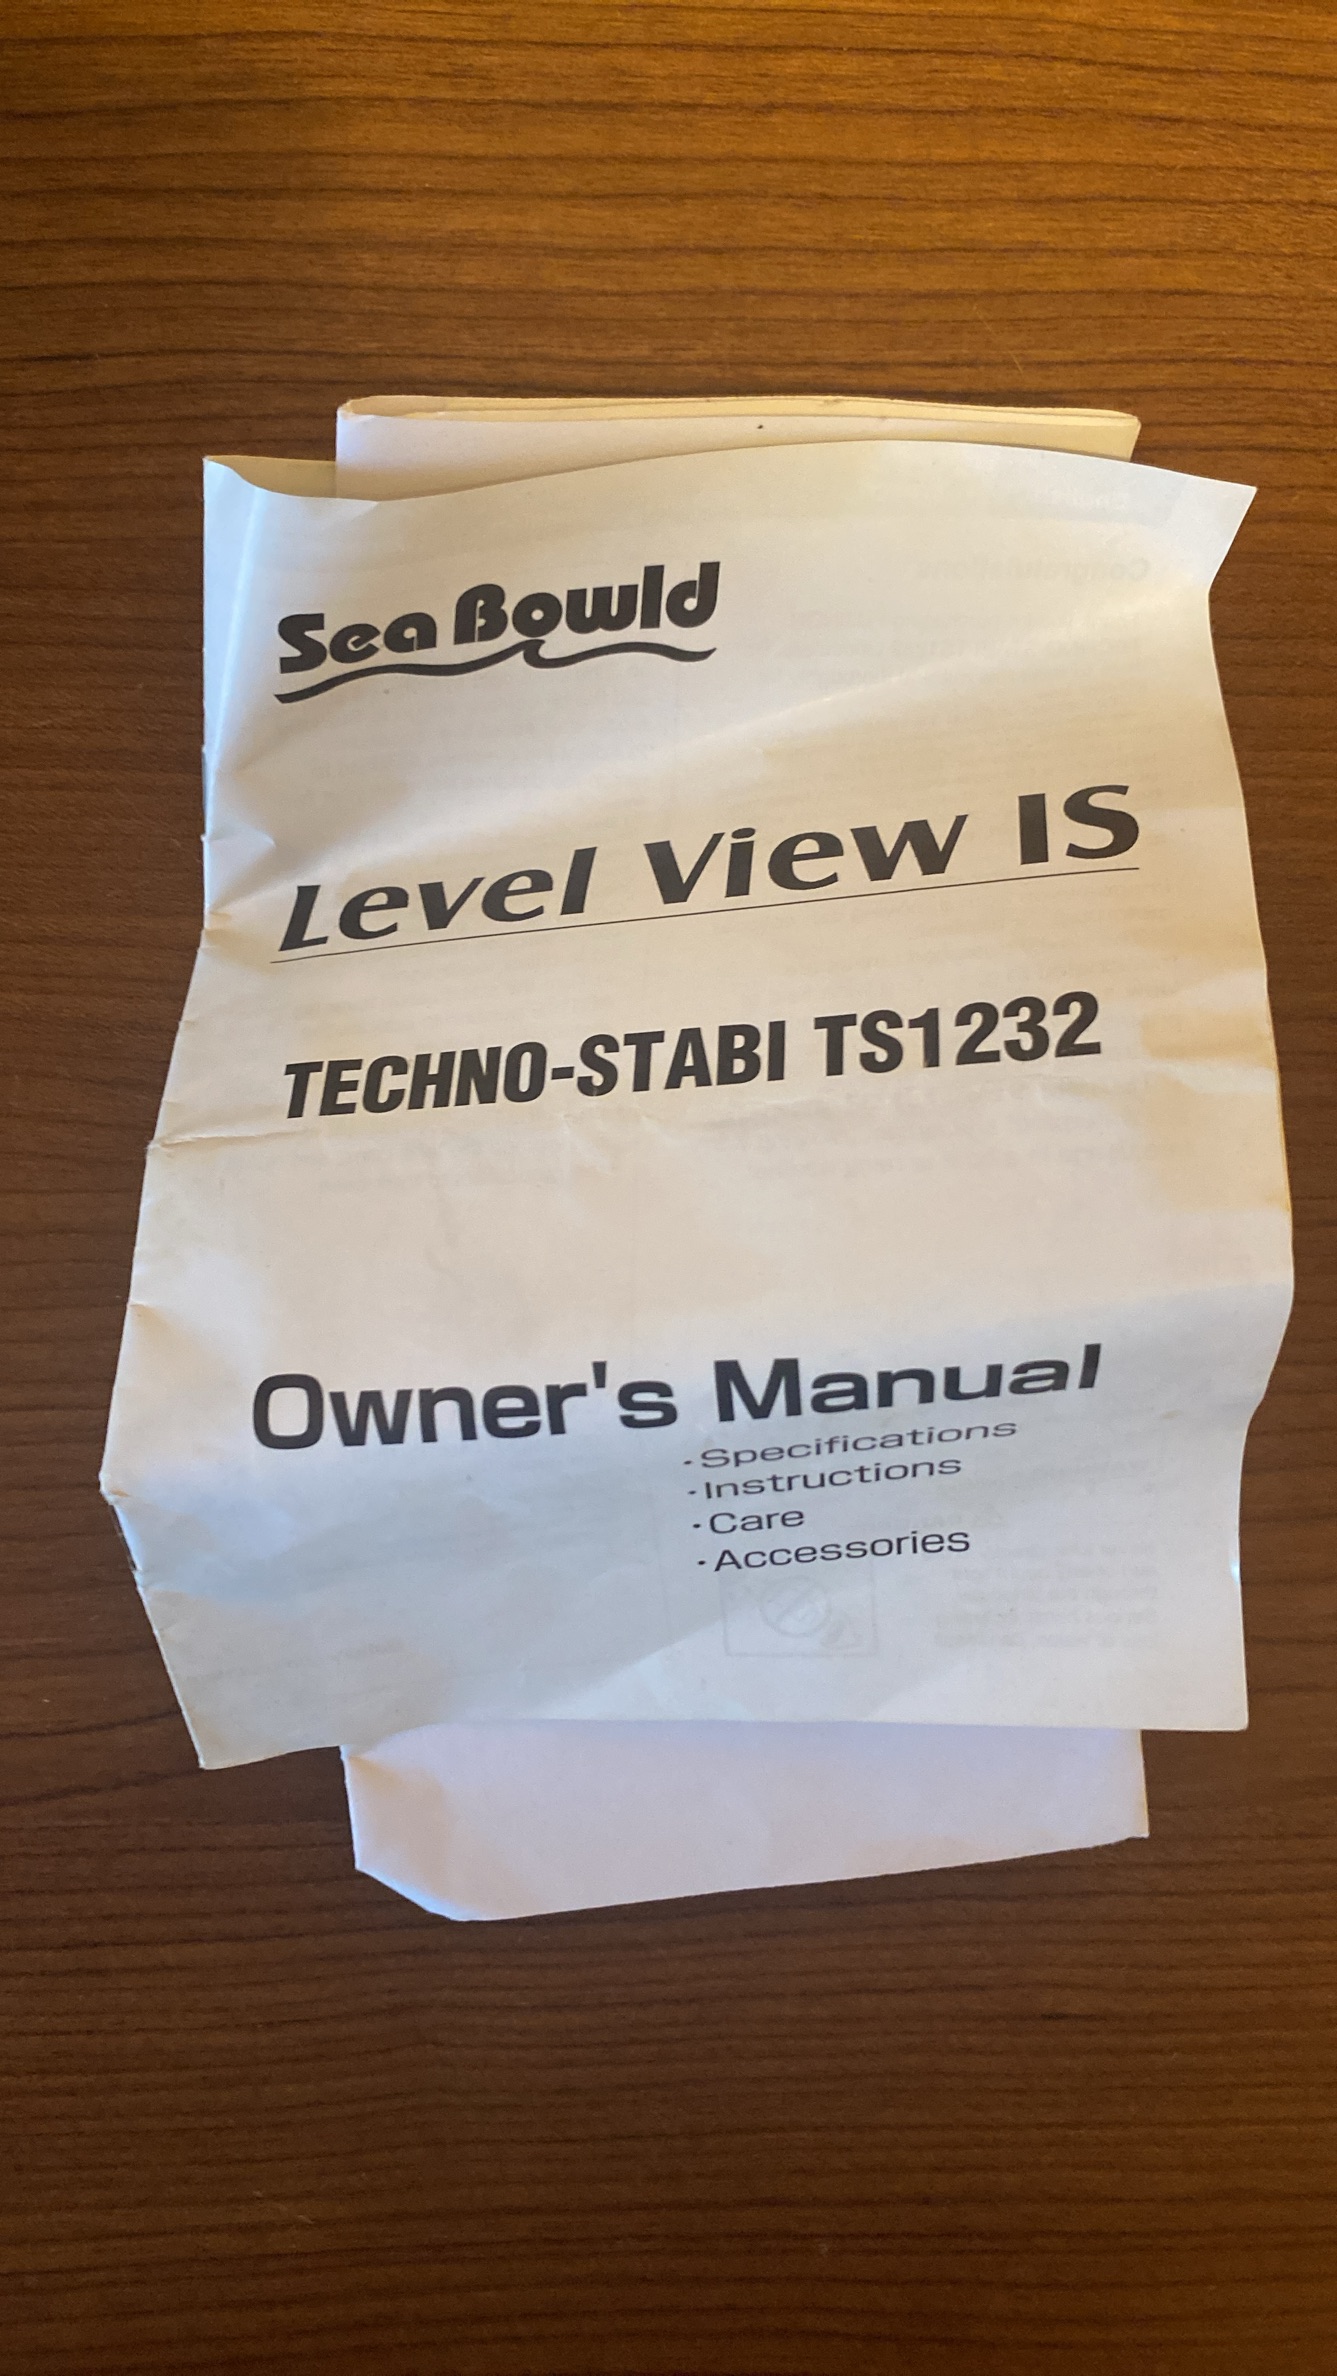 Sea Bowld
Level View IS
TECHNO-STABI TS1232
Owner's Manual
·Specifications
·Instructions
·Care
·Accessories